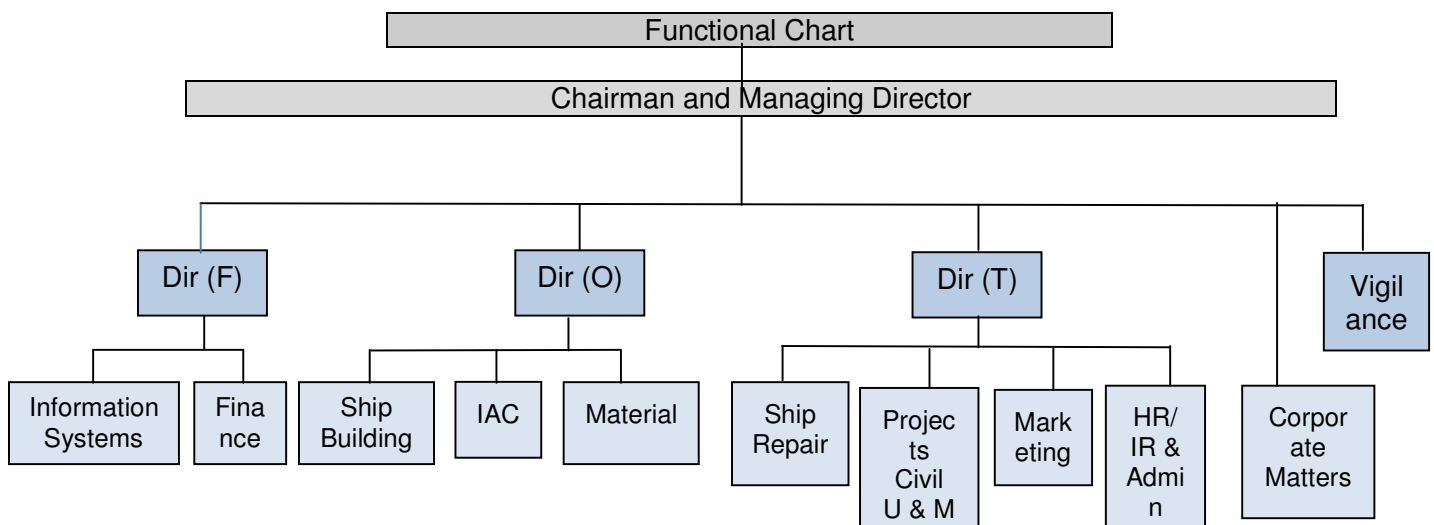 Functional Chart
Chairman and Managing Director
Dir (F)
Dir (O)
Dir (T)
Vigil
ance
Information
Systems
Fina
nce
Ship
Building
IAC
Material
Ship
Repair
Projec
ts
Civil
U & M
Mark
eting
HR/
IR &
Admi
n
Corpor
ate
Matters